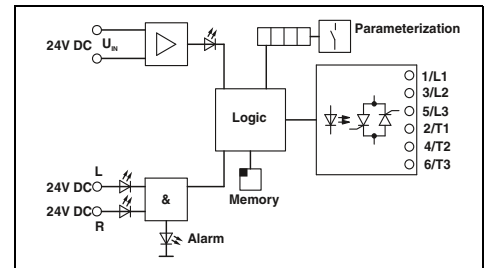 Parameterization
24V DC
U_IN
1/L1
3/L2
5/L3
2/T1
4/T2
6/T3
Logic
L
24V DC
24V DC
R
&
Memory
Alarm